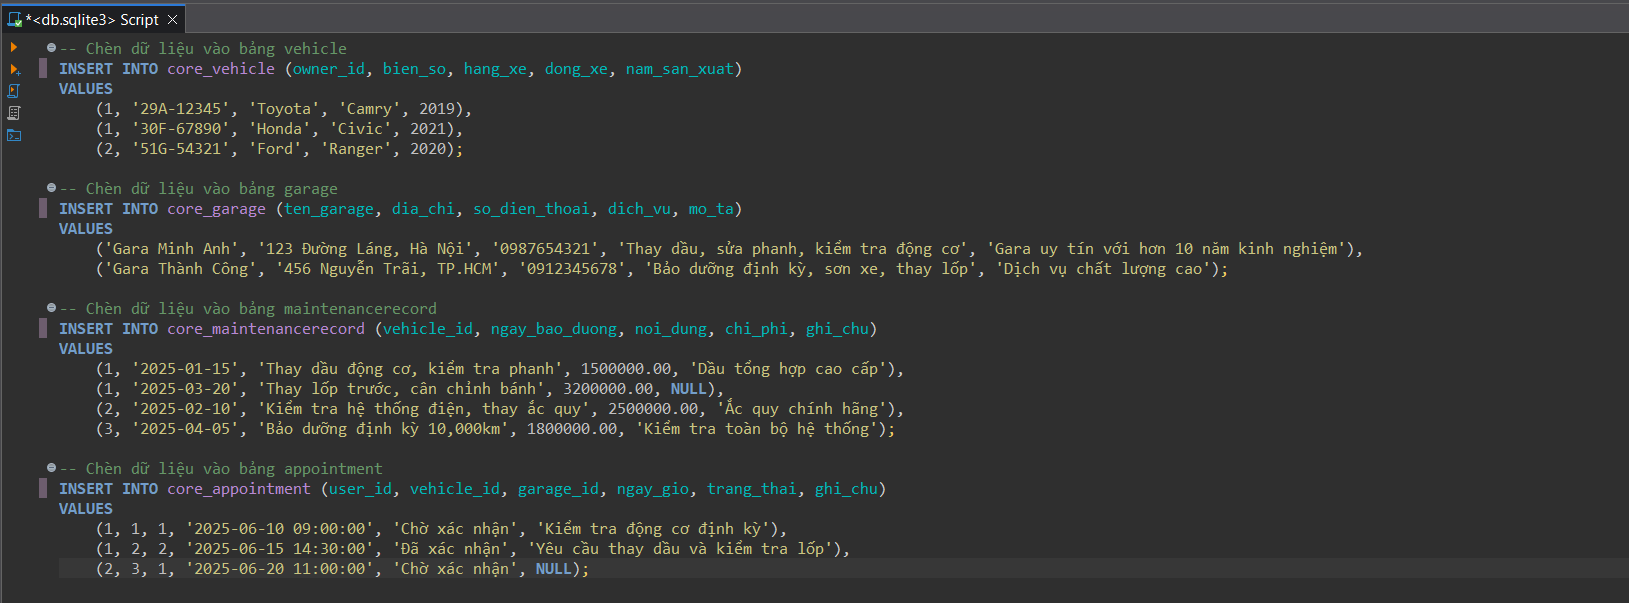 *<db.sqlite3> Script
-- Chèn dữ liệu vào bảng vehicle
INSERT INTO core_vehicle (owner_id, bien_so, hang_xe, dong_xe, nam_san_xuat)
VALUES
(1, '29A-12345', 'Toyota', 'Camry', 2019),
(1, '30F-67890', 'Honda', 'Civic', 2021),
(2, '51G-54321', 'Ford', 'Ranger', 2020);
-- Chèn dữ liệu vào bảng garage
INSERT INTO core_garage (ten_garage, dia_chi, so_dien_thoai, dich_vu, mo_ta)
VALUES
('Gara Minh Anh', '123 Đường Láng, Hà Nội', '0987654321', 'Thay dầu, sửa phanh, kiểm tra động cơ', 'Gara uy tín với hơn 10 năm kinh nghiệm'),
('Gara Thành Công', '456 Nguyễn Trãi, TP.HCM', '0912345678', 'Bảo dưỡng định kỳ, sơn xe, thay lốp', 'Dịch vụ chất lượng cao');
-- Chèn dữ liệu vào bảng maintenancerecord
INSERT INTO core_maintenancerecord (vehicle_id, ngay_bao_duong, noi_dung, chi_phi, ghi_chu)
VALUES
(1, '2025-01-15', 'Thay dầu động cơ, kiểm tra phanh', 1500000.00, 'Dầu tổng hợp cao cấp'),
(1, '2025-03-20', 'Thay lốp trước, cân chỉnh bánh', 3200000.00, NULL),
(2, '2025-02-10', 'Kiểm tra hệ thống điện, thay ắc quy', 2500000.00, 'Ắc quy chính hãng'),
(3, '2025-04-05', 'Bảo dưỡng định kỳ 10,000km', 1800000.00, 'Kiểm tra toàn bộ hệ thống');
-- Chèn dữ liệu vào bảng appointment
INSERT INTO core_appointment (user_id, vehicle_id, garage_id, ngay_gio, trang_thai, ghi_chu)
VALUES
(1, 1, 1, '2025-06-10 09:00:00', 'Chờ xác nhận', 'Kiểm tra động cơ định kỳ'),
(1, 2, 2, '2025-06-15 14:30:00', 'Đã xác nhận', 'Yêu cầu thay dầu và kiểm tra lốp'),
(2, 3, 1, '2025-06-20 11:00:00', 'Chờ xác nhận', NULL);